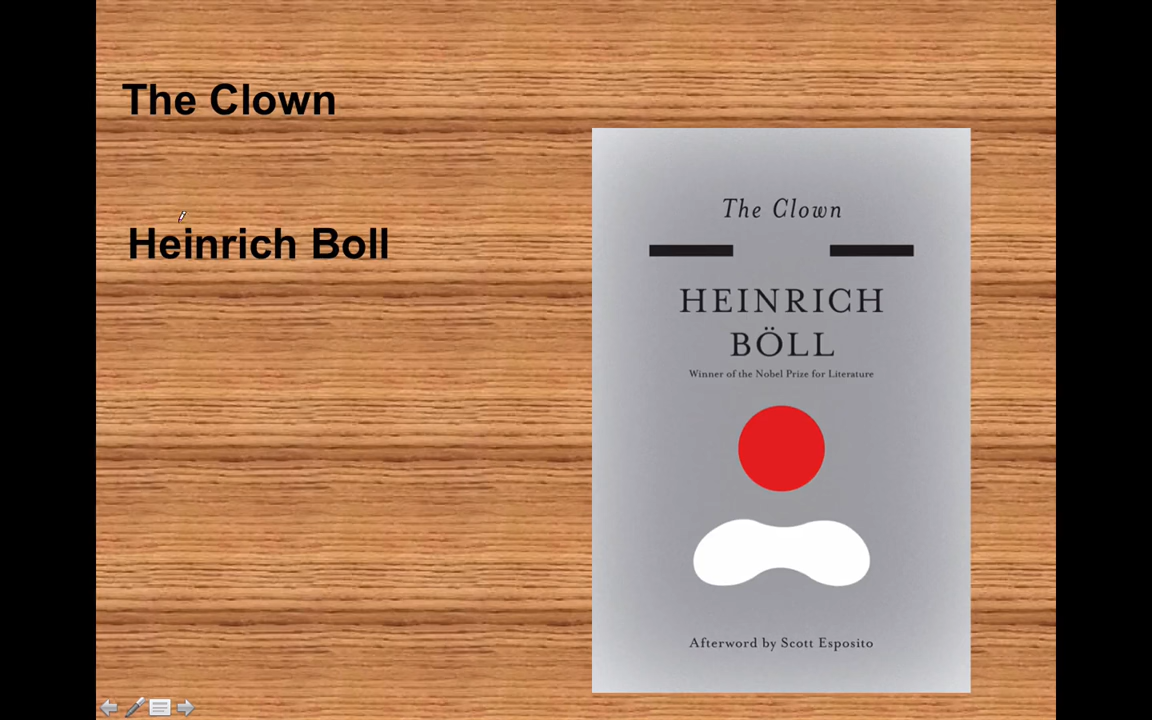 The Clown
Heinrich Boll
The Clown
HEINRICH
BÖLL
Winner of the Nobel Prize for Literature
Afterword by Scott Esposito